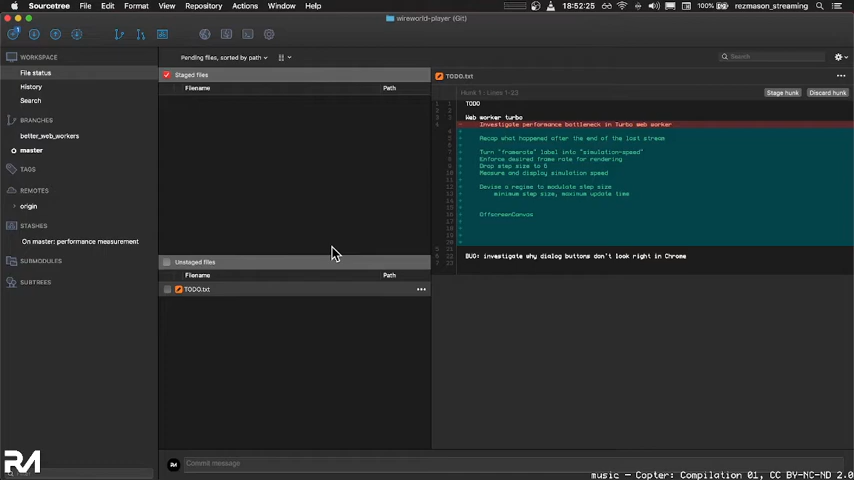 Sourcetree File Edit Format View Repository Actions Window Help 100% 18:52:25 rezmason_streaming
wireworld-player (Git)
1
Pending files, sorted by path
Search
WORKSPACE
File status
History
Search
BRANCHES
better_web_workers
master
TAGS
REMOTES
origin
STASHES
On master: performance measurement
SUBMODULES
SUBTREES
Staged files
Filename Path
Unstaged files
Filename Path
TODO.txt
TODO.txt
Hunk 1 : Lines 1-23
Stage hunk Discard hunk
TODO
Web worker turbo
Investigate performance bottleneck in Turbo web worker
Recap what happened after the end of the last stream
Turn "framerate" label into "simulation-speed"
Enforce desired frame rate for rendering
Drop step size to 6
Measure and display simulation speed
Devise a regime to modulate step size
minimum step size, maximum update time
OffscreenCanvas
BUG: investigate why dialog buttons don't look right in Chrome
Commit message
RM
music - Copter: Compilation 01, CC BY-NC-ND 2.0